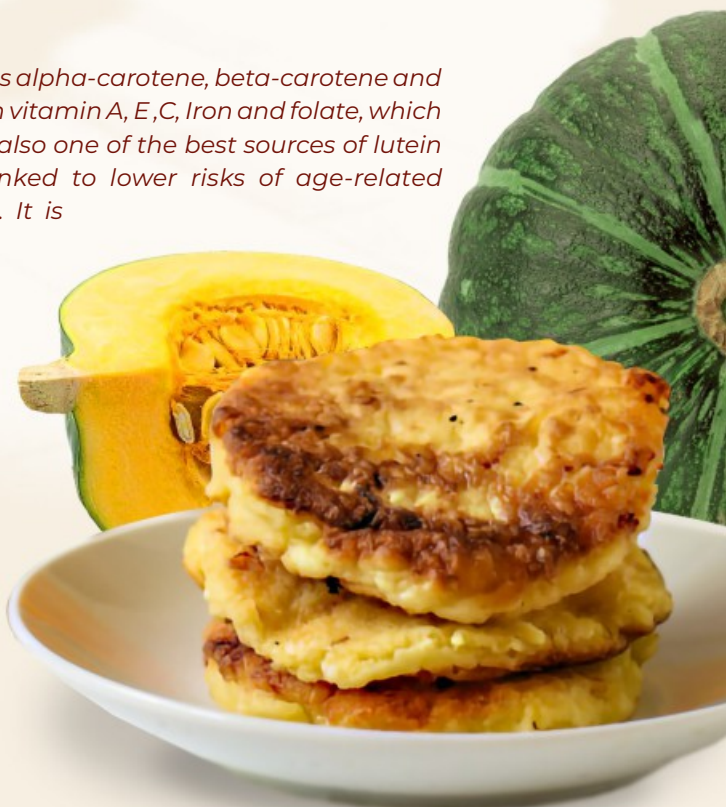 alpha-carotene, beta-carotene and
vitamin A, E ,C, Iron and folate, which
also one of the best sources of lutein
to lower risks of age-related
. It is